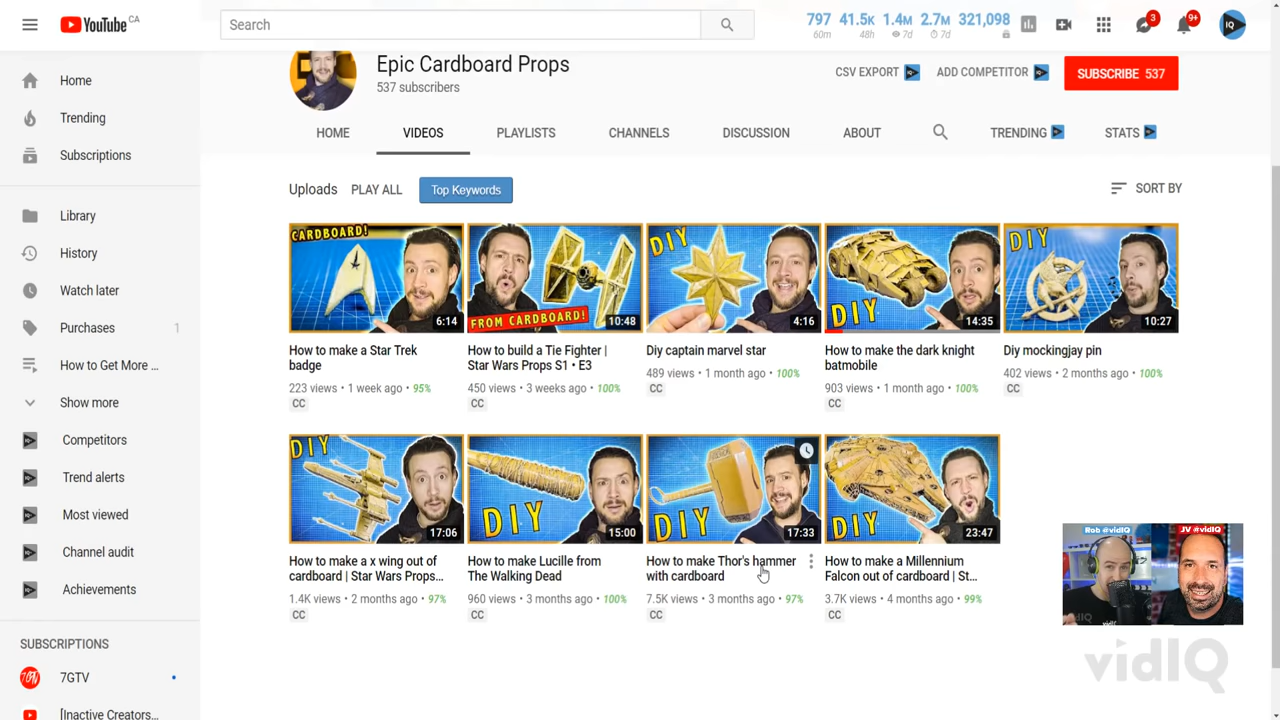 YouTube CA
Search
797 60m
41.5K 48h
1.4M 7d
2.7M 7d
321,098
3
9+
IQ
Home
Trending
Subscriptions
Library
History
Watch later
Purchases 1
How to Get More ...
Show more
Competitors
Trend alerts
Most viewed
Channel audit
Achievements
SUBSCRIPTIONS
7GTV
[Inactive Creators...
Epic Cardboard Props
537 subscribers
CSV EXPORT
ADD COMPETITOR
SUBSCRIBE 537
HOME
VIDEOS
PLAYLISTS
CHANNELS
DISCUSSION
ABOUT
TRENDING
STATS
Uploads
PLAY ALL
Top Keywords
SORT BY
CARDBOARD!
6:14
How to make a Star Trek
badge
223 views • 1 week ago • 95%
CC
FROM CARDBOARD!
10:48
How to build a Tie Fighter |
Star Wars Props S1 • E3
450 views • 3 weeks ago • 100%
CC
DIY
4:16
Diy captain marvel star
489 views • 1 month ago • 100%
CC
DIY
14:35
How to make the dark knight
batmobile
903 views • 1 month ago • 100%
CC
DIY
10:27
Diy mockingjay pin
402 views • 2 months ago • 100%
CC
DIY
17:06
How to make a x wing out of
cardboard | Star Wars Props...
1.4K views • 2 months ago • 97%
CC
DIY
15:00
How to make Lucille from
The Walking Dead
960 views • 3 months ago • 100%
CC
DIY
17:33
How to make Thor's hammer
with cardboard
7.5K views • 3 months ago • 97%
CC
DIY
23:47
How to make a Millennium
Falcon out of cardboard | St...
3.7K views • 4 months ago • 99%
CC
Rob @vidIQ
JV @vidIQ
vidIQ